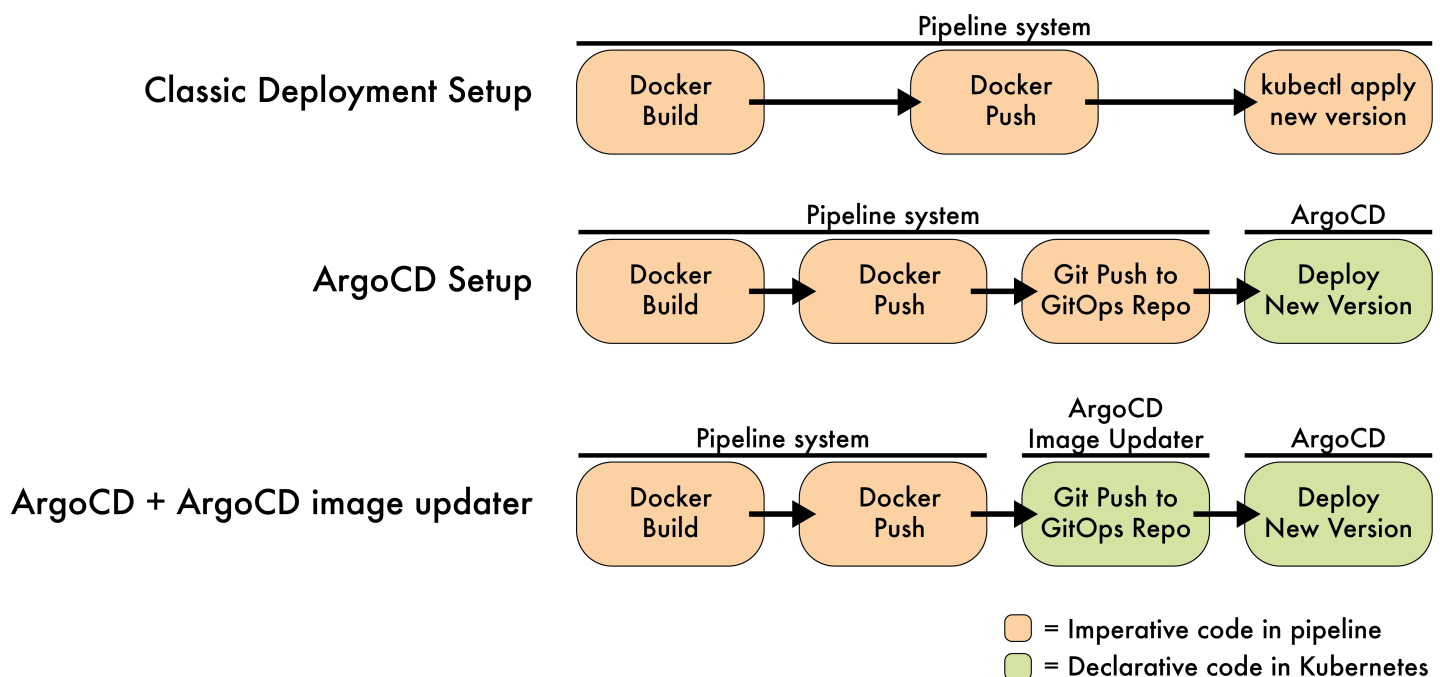 Pipeline system
Classic Deployment Setup
Docker
Build
Docker
Push
kubectl apply
new version
Pipeline system
ArgoCD
ArgoCD Setup
Docker
Build
Docker
Push
Git Push to
GitOps Repo
Deploy
New Version
Pipeline system
ArgoCD
Image Updater
ArgoCD
ArgoCD + ArgoCD image updater
Docker
Build
Docker
Push
Git Push to
GitOps Repo
Deploy
New Version
= Imperative code in pipeline
= Declarative code in Kubernetes